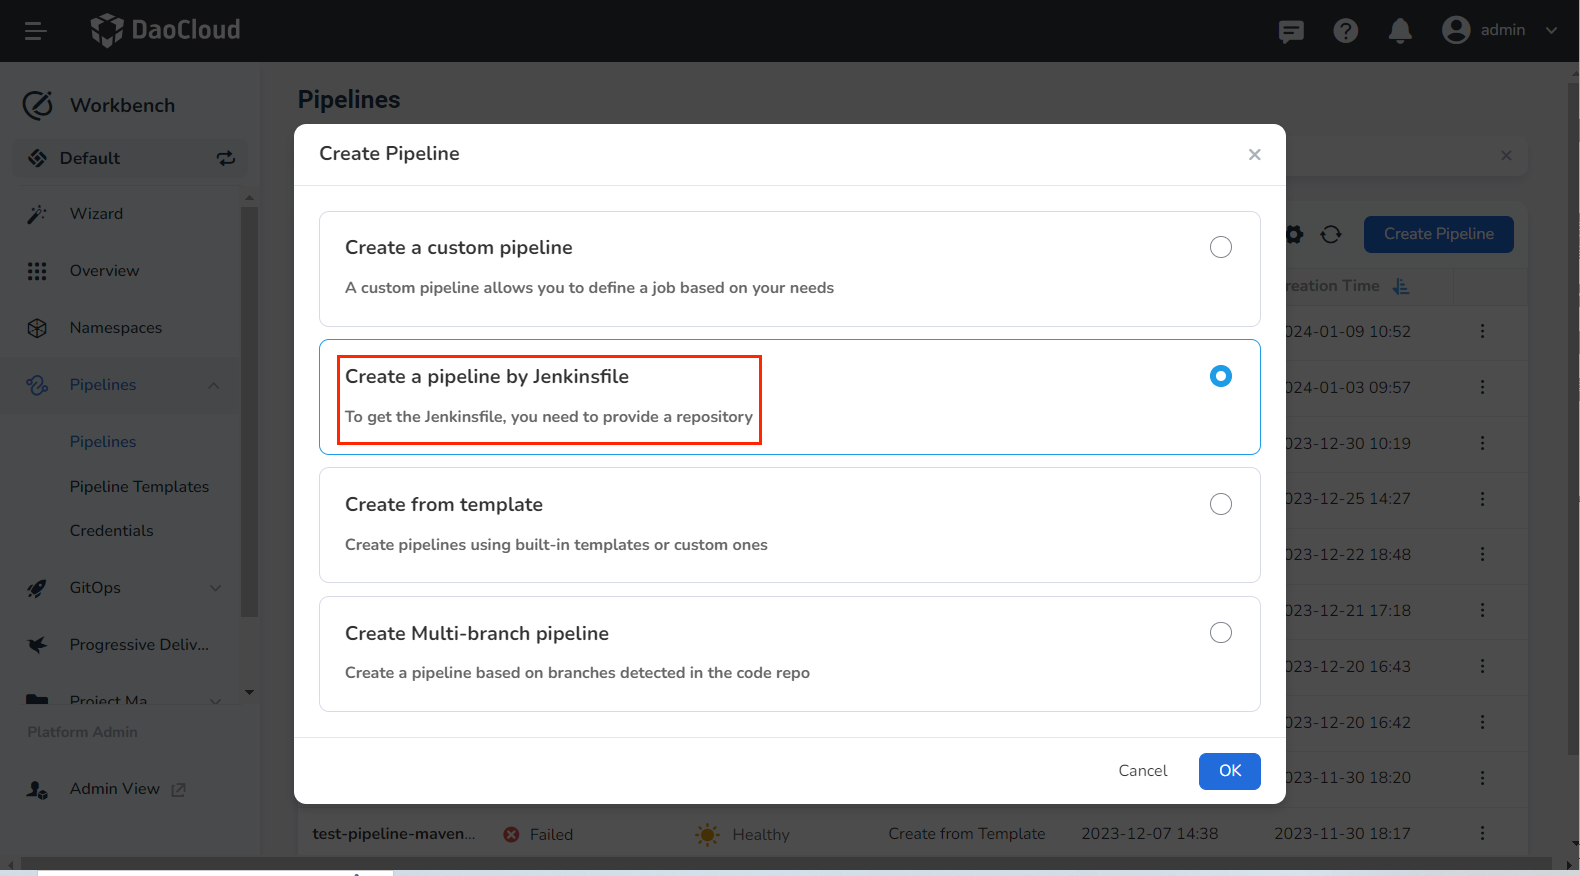 DaoCloud
admin
Workbench
Pipelines
Default
Create Pipeline
Wizard
Create a custom pipeline
A custom pipeline allows you to define a job based on your needs
Create Pipeline
Overview
reation Time
Namespaces
024-01-09 10:52
Pipelines
Create a pipeline by Jenkinsfile
To get the Jenkinsfile, you need to provide a repository
024-01-03 09:57
Pipelines
023-12-30 10:19
Pipeline Templates
Create from template
Create pipelines using built-in templates or custom ones
023-12-25 14:27
Credentials
023-12-22 18:48
GitOps
023-12-21 17:18
Progressive Deliv...
Create Multi-branch pipeline
Create a pipeline based on branches detected in the code repo
023-12-20 16:43
Project Ma...
023-12-20 16:42
Platform Admin
Cancel
OK
023-11-30 18:20
Admin View
test-pipeline-maven... Failed Healthy Create from Template 2023-12-07 14:38 2023-11-30 18:17